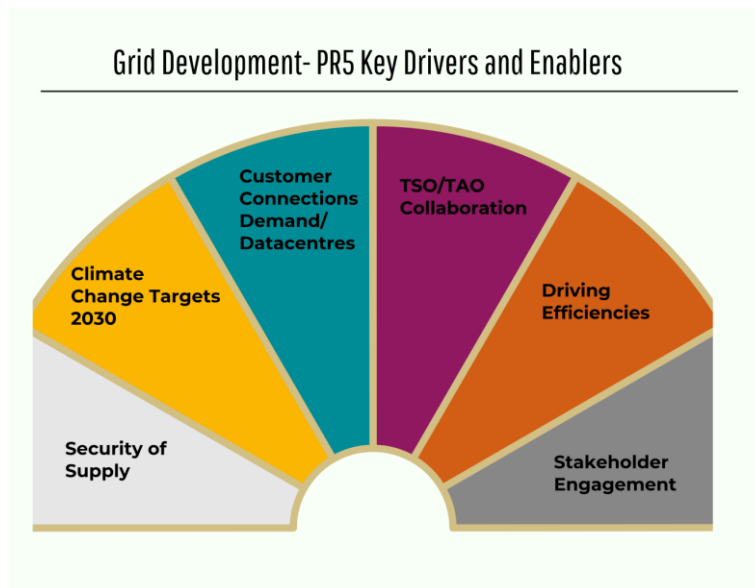 Grid Development- PR5 Key Drivers and Enablers
Security of
Supply
Climate
Change Targets
2030
Customer
Connections
Demand/
Datacentres
TSO/TAO
Collaboration
Driving
Efficiencies
Stakeholder
Engagement